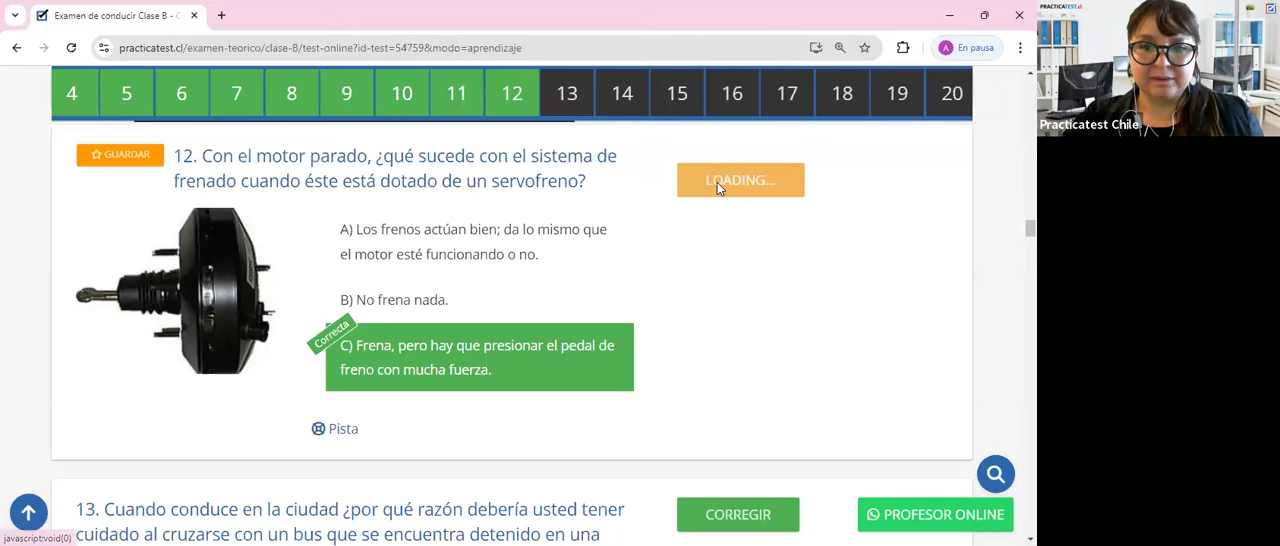 Examen de conducir Clase B - C
practicatest.cl/examen-teorico/clase-B/test-online?id-test=54759&modo=aprendizaje
A
En pausa
PRACTICATEST.cl
4 5 6 7 8 9 10 11 12 13 14 15 16 17 18 19 20
Practicatest Chile
GUARDAR
12. Con el motor parado, ¿qué sucede con el sistema de
frenado cuando éste está dotado de un servofreno?
LOADING...
A) Los frenos actúan bien; da lo mismo que
el motor esté funcionando o no.
B) No frena nada.
Correcta
C) Frena, pero hay que presionar el pedal de
freno con mucha fuerza.
Pista
13. Cuando conduce en la ciudad ¿por qué razón debería usted tener
cuidado al cruzarse con un bus que se encuentra detenido en una
CORREGIR
PROFESOR ONLINE
javascript:void(0)